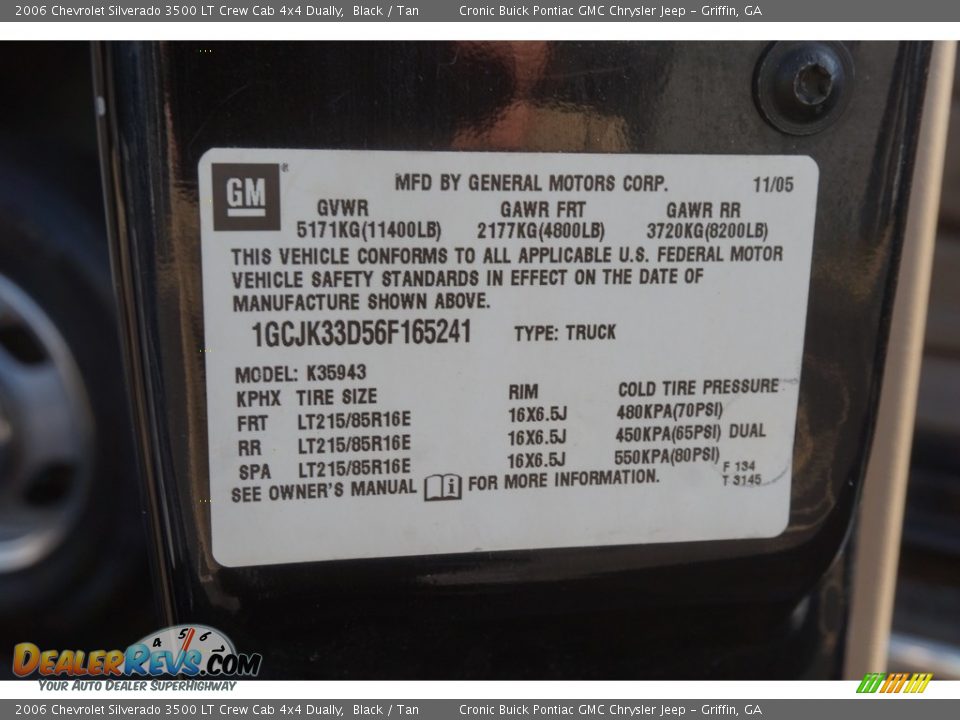 2006 Chevrolet Silverado 3500 LT Crew Cab 4x4 Dually, Black / Tan Cronic Buick Pontiac GMC Chrysler Jeep - Griffin, GA
GM ® MFD BY GENERAL MOTORS CORP. 11/05
GVWR GAWR FRT GAWR RR
5171KG(11400LB) 2177KG(4800LB) 3720KG(8200LB)
THIS VEHICLE CONFORMS TO ALL APPLICABLE U.S. FEDERAL MOTOR
VEHICLE SAFETY STANDARDS IN EFFECT ON THE DATE OF
MANUFACTURE SHOWN ABOVE.
1GCJK33D56F165241 TYPE: TRUCK
MODEL: K35943
KPHX TIRE SIZE RIM COLD TIRE PRESSURE
FRT LT215/85R16E 16X6.5J 480KPA(70PSI)
RR LT215/85R16E 16X6.5J 450KPA(65PSI) DUAL
SPA LT215/85R16E 16X6.5J 550KPA(80PSI)
F 134
T 3145
SEE OWNER'S MANUAL i FOR MORE INFORMATION.
4 5 6
DEALERREVS.COM
YOUR AUTO DEALER SUPERHIGHWAY
2006 Chevrolet Silverado 3500 LT Crew Cab 4x4 Dually, Black / Tan Cronic Buick Pontiac GMC Chrysler Jeep - Griffin, GA